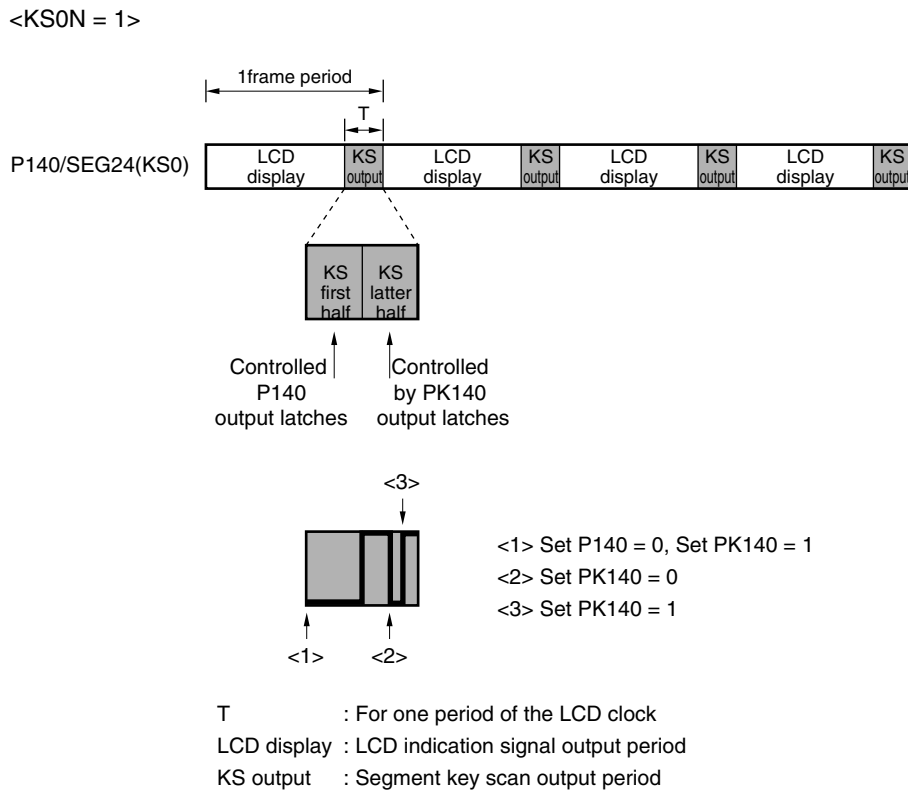 <KS0N = 1>
1frame period
T
P140/SEG24(KS0)
LCD display
KS output
LCD display
KS output
LCD display
KS output
LCD display
KS output
KS first half
KS latter half
Controlled P140 output latches
Controlled by PK140 output latches
<3>
<1> Set P140 = 0, Set PK140 = 1
<2> Set PK140 = 0
<3> Set PK140 = 1
<1>
<2>
T : For one period of the LCD clock
LCD display : LCD indication signal output period
KS output : Segment key scan output period